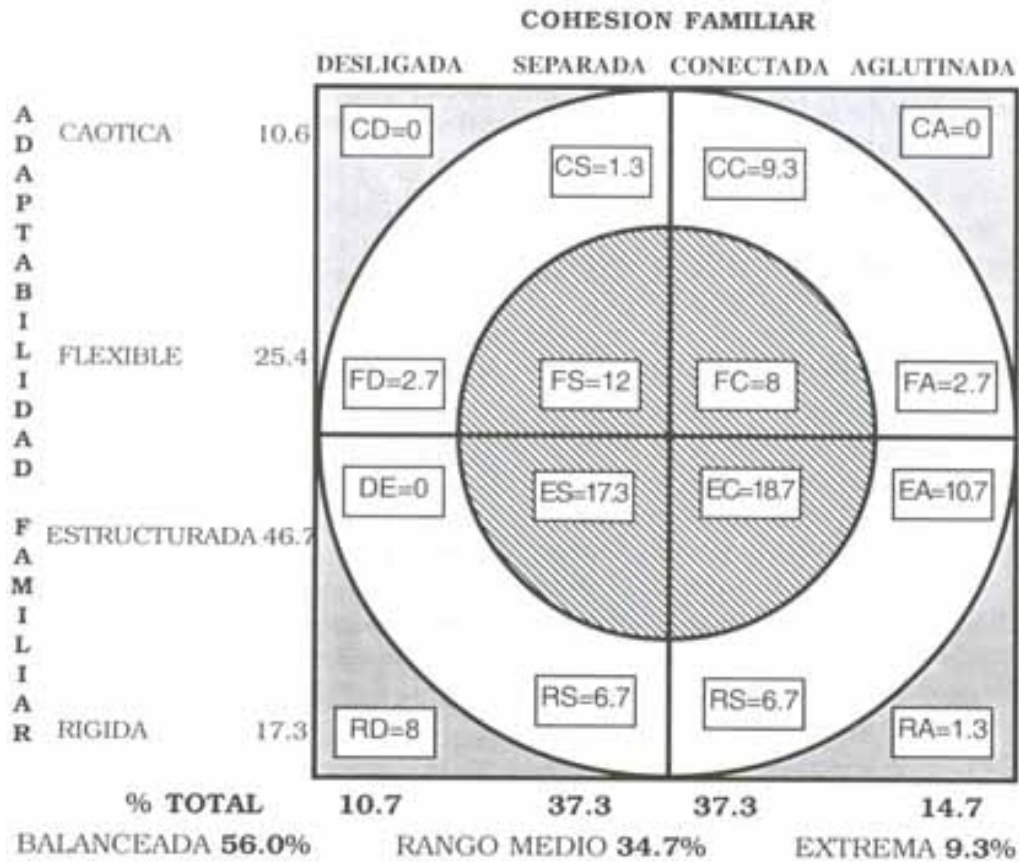 COHESION FAMILIAR
DESLIGADA SEPARADA CONECTADA AGLUTINADA
ADAPTABILIDAD FAMILIAR
CAOTICA 10.6 CD=0 CA=0
CS=1.3 CC=9.3
FLEXIBLE 25.4
FD=2.7 FS=12 FC=8 FA=2.7
DE=0 ES=17.3 EC=18.7 EA=10.7
ESTRUCTURADA 46.7
RS=6.7 RS=6.7
RIGIDA 17.3 RD=8 RA=1.3
% TOTAL 10.7 37.3 37.3 14.7
BALANCEADA 56.0% RANGO MEDIO 34.7% EXTREMA 9.3%